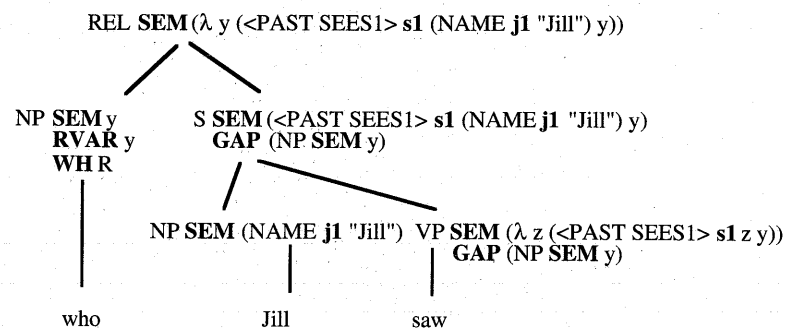 REL SEM (λ y (<PAST SEES1> s1 (NAME j1 "Jill") y))
NP SEM y S SEM (<PAST SEES1> s1 (NAME j1 "Jill") y)
RVAR y GAP (NP SEM y)
WH R
NP SEM (NAME j1 "Jill") VP SEM (λ z (<PAST SEES1> s1 z y))
GAP (NP SEM y)
who Jill saw